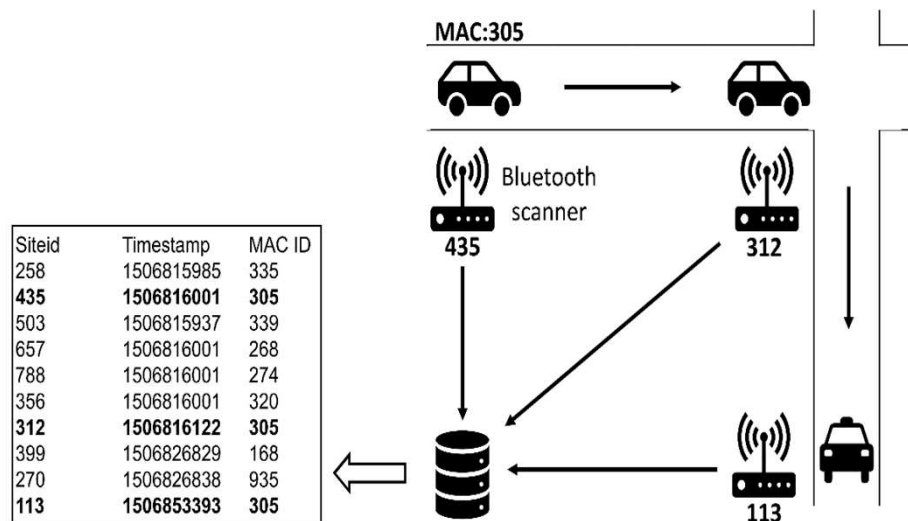 MAC:305
Bluetooth
scanner
435
312
113
Siteid Timestamp MAC ID
258 1506815985 335
435 1506816001 305
503 1506815937 339
657 1506816001 268
788 1506816001 274
356 1506816001 320
312 1506816122 305
399 1506826829 168
270 1506826838 935
113 1506853393 305